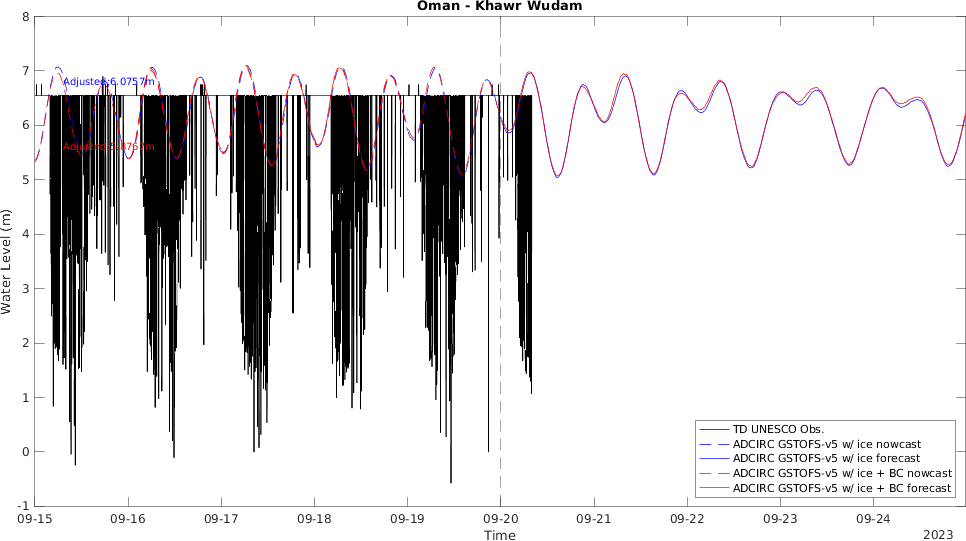 Oman - Khawr Wudam
8
7
6
5
4
3
2
1
0
-1
Water Level (m)
Adjusted:6.0757m
TD UNESCO Obs.
ADCIRC GSTOFS-v5 w/ ice nowcast
ADCIRC GSTOFS-v5 w/ ice forecast
ADCIRC GSTOFS-v5 w/ ice + BC nowcast
ADCIRC GSTOFS-v5 w/ ice + BC forecast
09-15 09-16 09-17 09-18 09-19 09-20 09-21 09-22 09-23 09-24
Time
2023